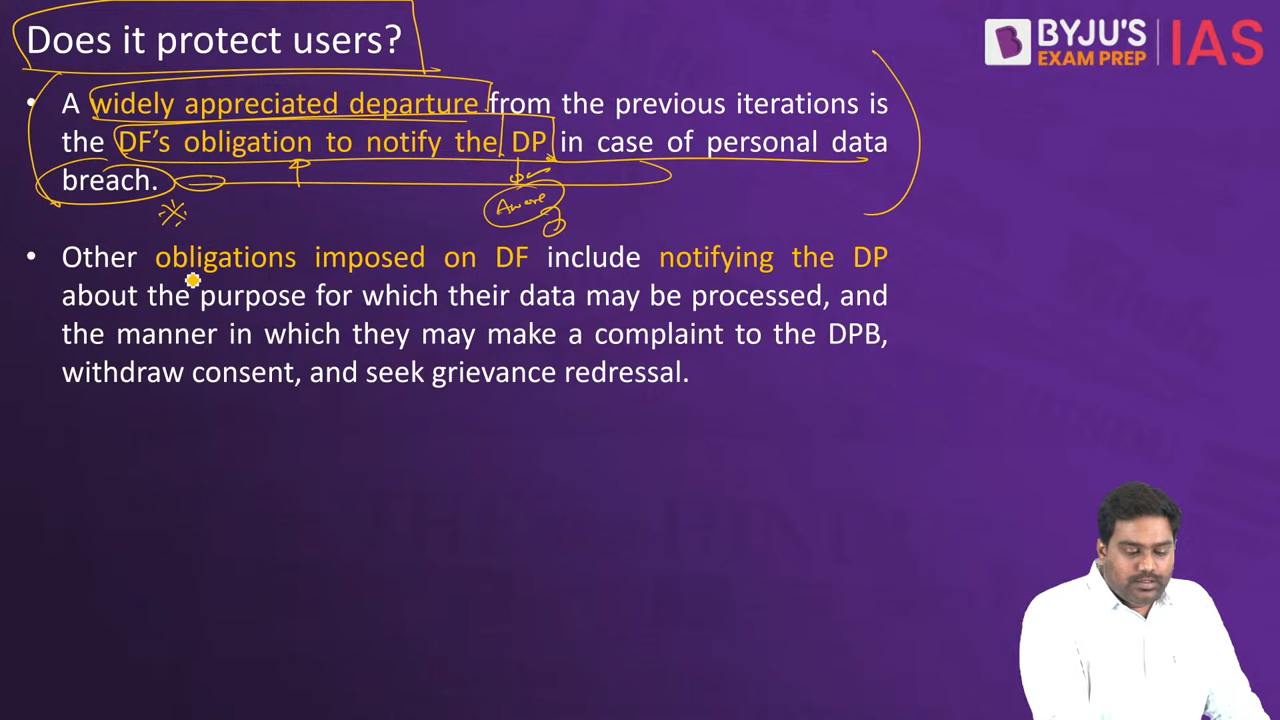 Does it protect users?
BYJU'S
EXAM PREP
IAS
• A widely appreciated departure from the previous iterations is
the DF's obligation to notify the DP in case of personal data
breach.
Aware
• Other obligations imposed on DF include notifying the DP
about the purpose for which their data may be processed, and
the manner in which they may make a complaint to the DPB,
withdraw consent, and seek grievance redressal.